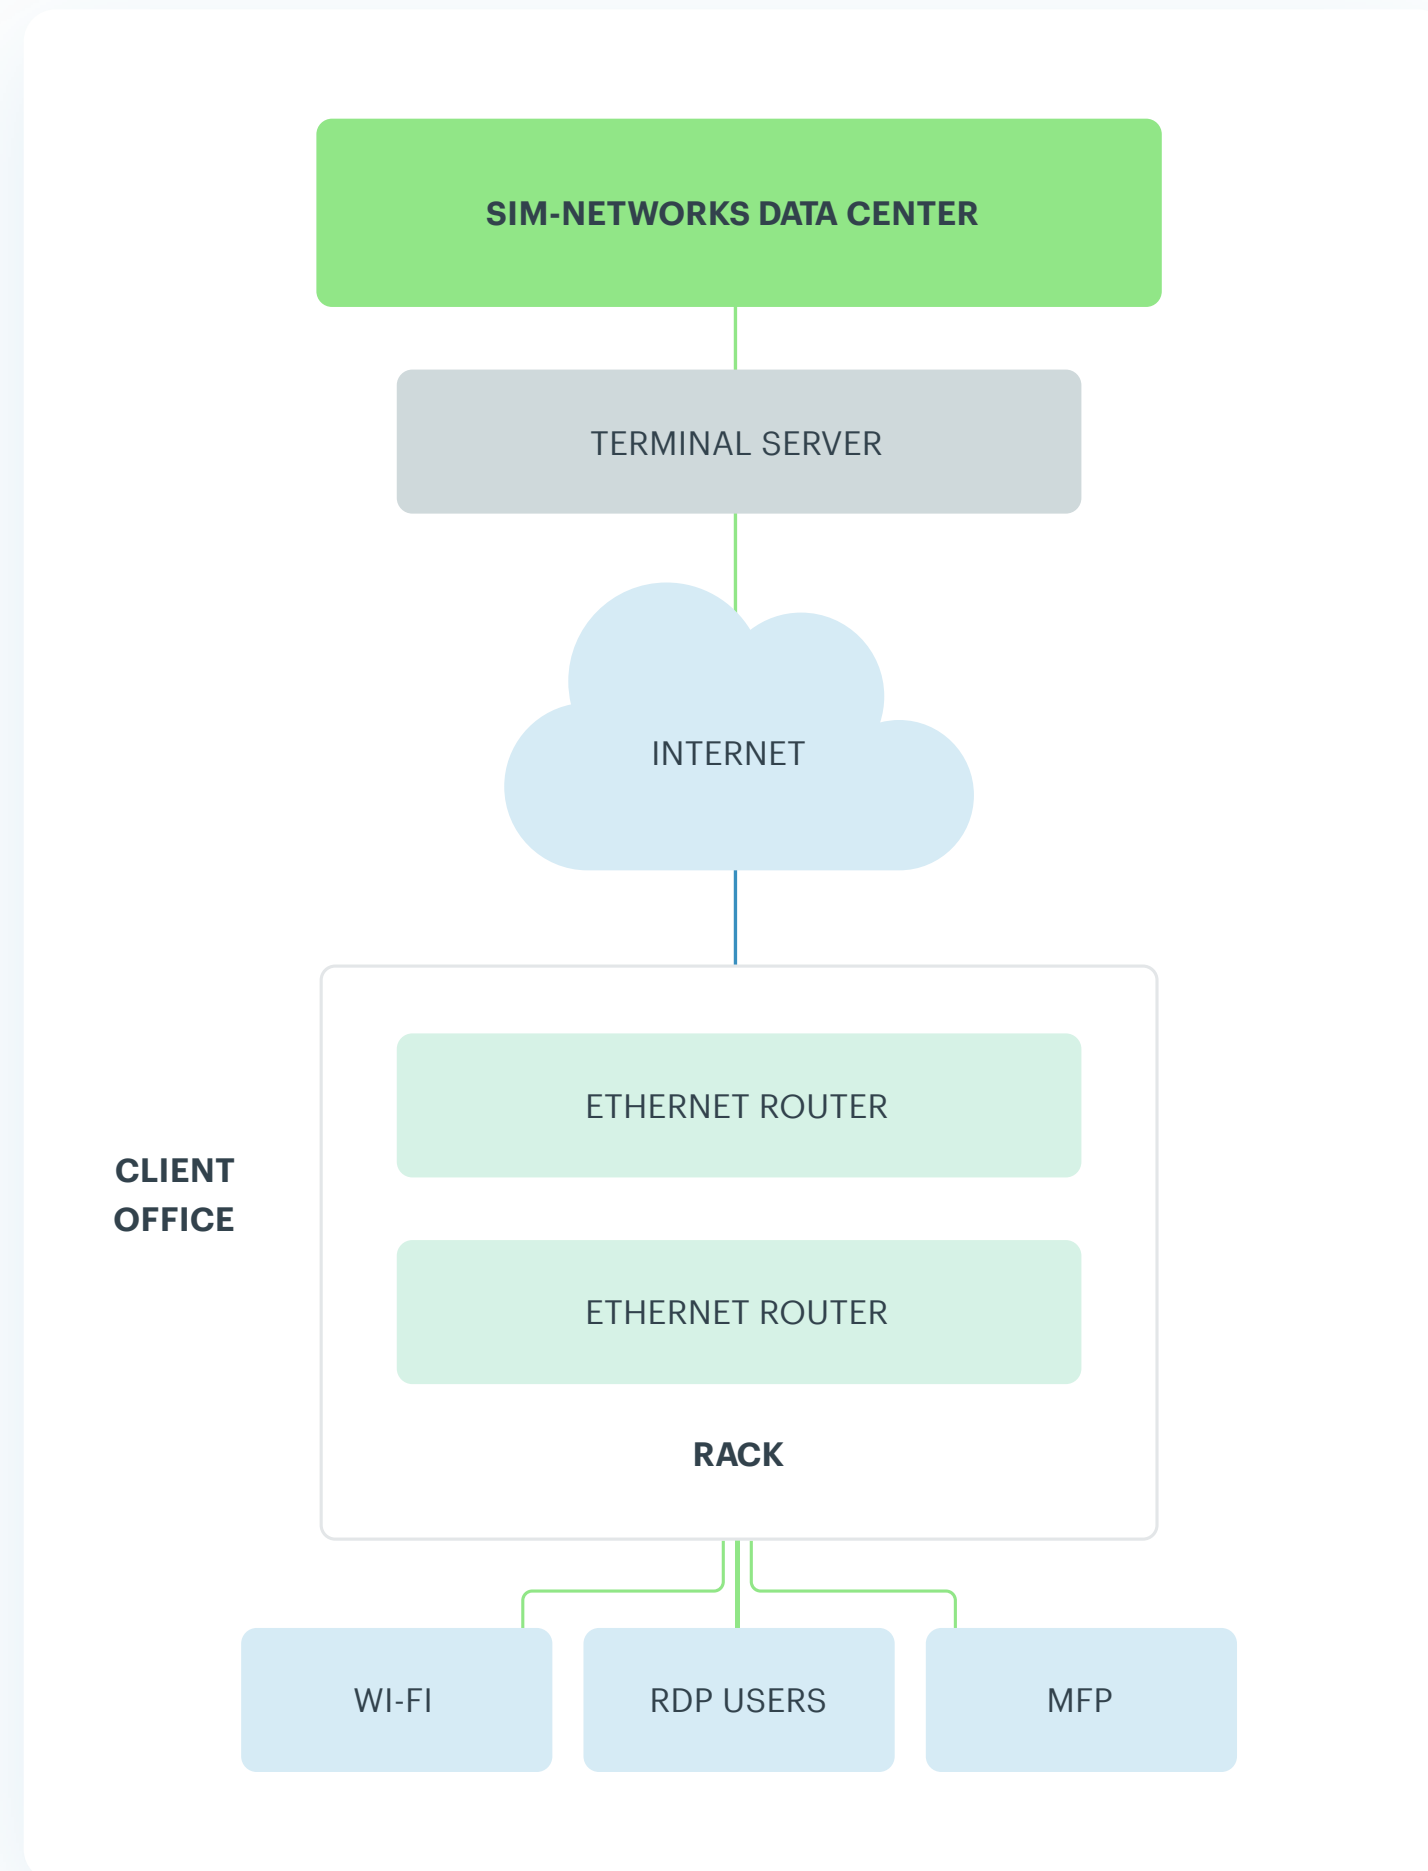 SIM-NETWORKS DATA CENTER
TERMINAL SERVER
INTERNET
ETHERNET ROUTER
CLIENT
OFFICE
ETHERNET ROUTER
RACK
WI-FI
RDP USERS
MFP